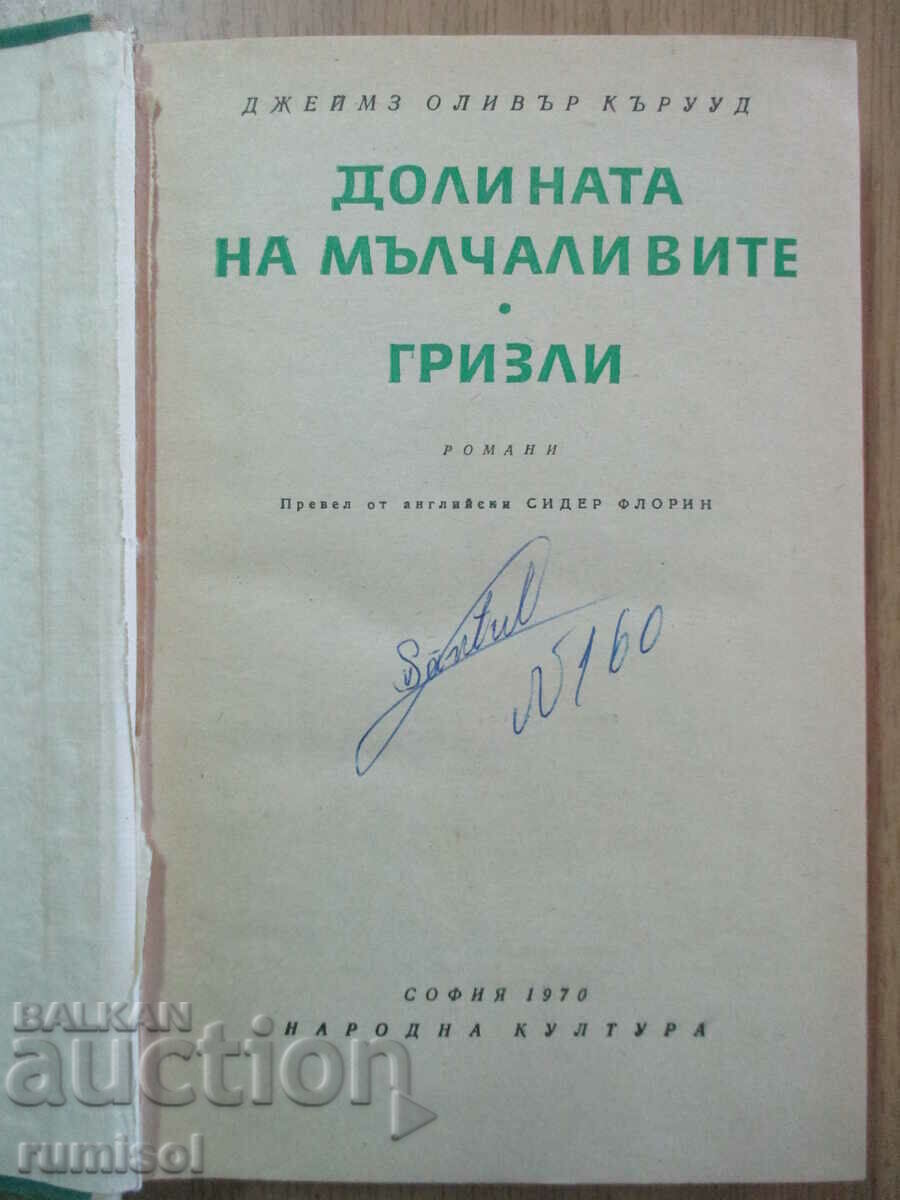 ДЖЕЙМЗ ОЛИВЪР КЪРУУД
ДОЛИНАТА
НА МЪЛЧАЛИВИТЕ
•
ГРИЗЛИ
РОМАНИ
Превел от английски СИДЕР ФЛОРИН
N160
СОФИЯ 1970
НАРОДНА КУЛТУРА
BALKAN
auction
rumisol